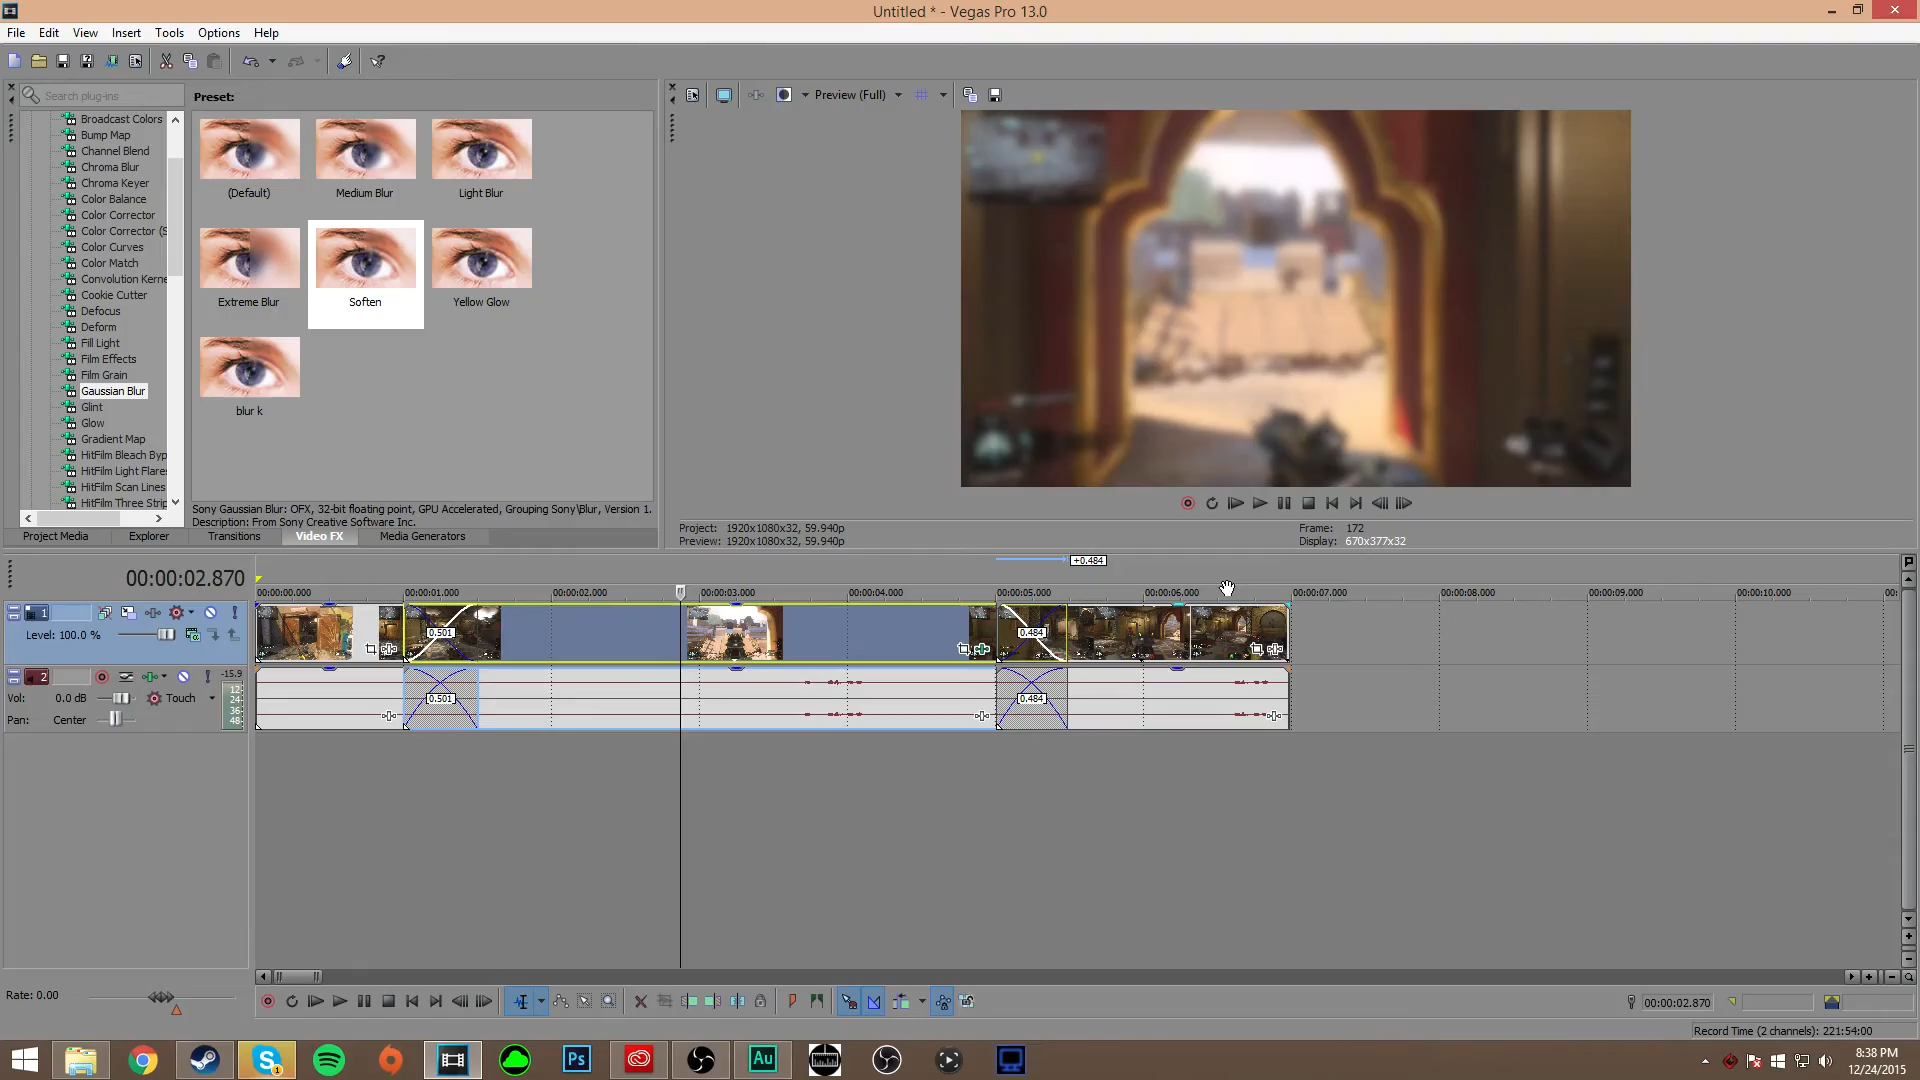 Untitled * - Vegas Pro 13.0
File Edit View Insert Tools Options Help
Search plug-ins
Preset:
Broadcast Colors
Bump Map
Channel Blend
Chroma Blur
Chroma Keyer
Color Balance
Color Corrector
Color Corrector (S
Color Curves
Color Match
Convolution Kerne
Cookie Cutter
Defocus
Deform
Fill Light
Film Effects
Film Grain
Gaussian Blur
Glint
Glow
Gradient Map
HitFilm Bleach Byp
HitFilm Light Flare
HitFilm Scan Lines
HitFilm Three Strip
(Default) Medium Blur Light Blur
Extreme Blur Soften Yellow Glow
blur k
Sony Gaussian Blur: OFX, 32-bit floating point, GPU Accelerated, Grouping Sony\Blur, Version 1.
Description: From Sony Creative Software Inc.
Project Media Explorer Transitions Video FX Media Generators
Preview (Full)
Project: 1920x1080x32, 59.940p
Preview: 1920x1080x32, 59.940p
Frame: 172
Display: 670x377x32
+0.484
00:00:02.870
00:00:00.000 00:00:01.000 00:00:02.000 00:00:03.000 00:00:04.000 00:00:05.000 00:00:06.000 00:00:07.000 00:00:08.000 00:00:09.000 00:00:10.000 00:
1
Level: 100.0 %
0.501 0.484
2
-15.9
12
24
36
48
Vol: 0.0 dB Touch
Pan: Center
0.501 0.484
Rate: 0.00
00:00:02.870
Record Time (2 channels): 221:54:00
Ps
Au
1
8:38 PM
12/24/2015